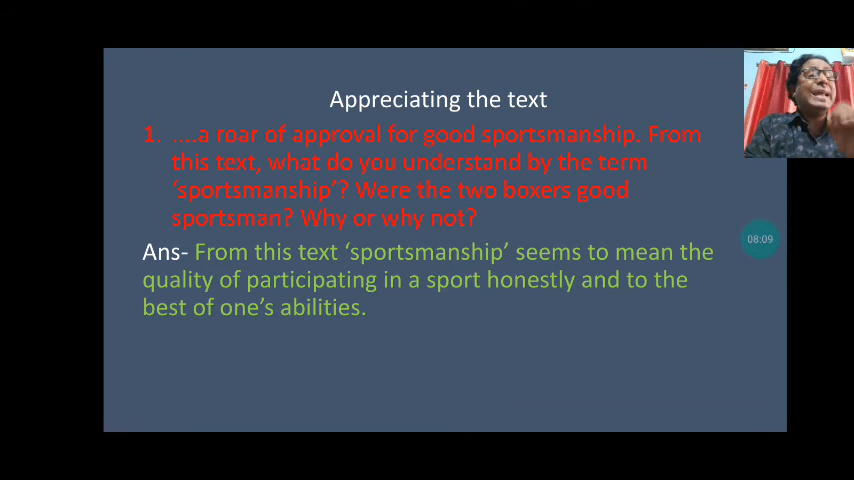 Appreciating the text
1. ....a roar of approval for good sportsmanship. From
this text, what do you understand by the term
‘sportsmanship’? Were the two boxers good
sportsman? Why or why not?
08:09
Ans- From this text ‘sportsmanship’ seems to mean the
quality of participating in a sport honestly and to the
best of one’s abilities.